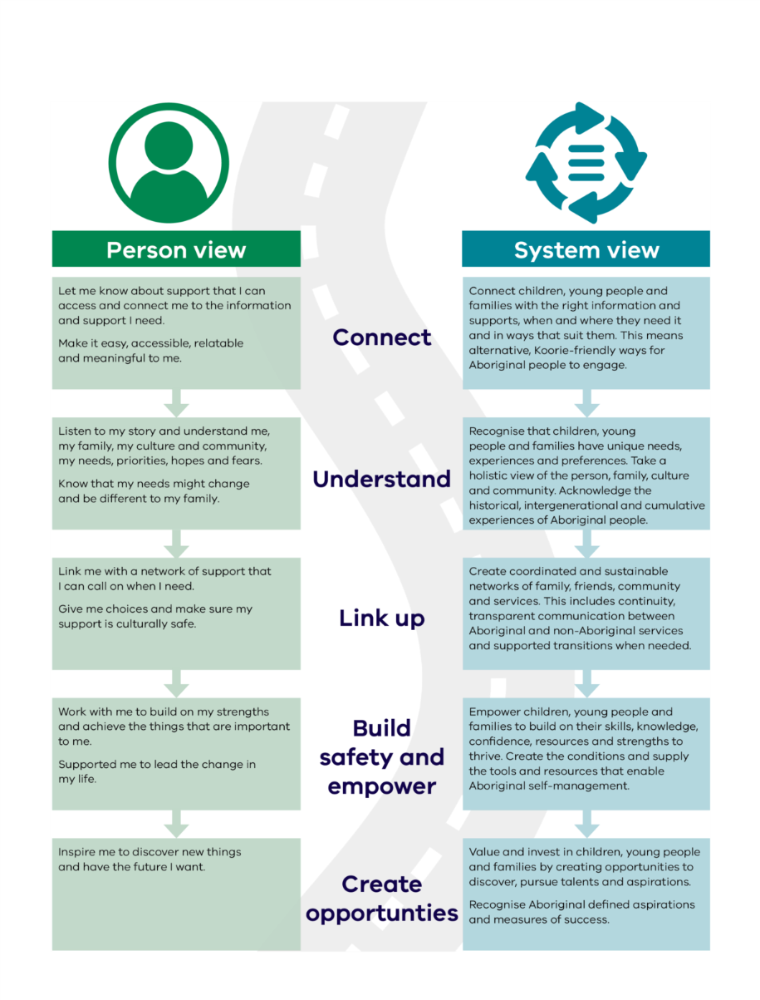 Person view
System view
Let me know about support that I can
access and connect me to the information
and support I need.
Make it easy, accessible, relatable
and meaningful to me.
Connect
Connect children, young people and
families with the right information and
supports, when and where they need it
and in ways that suit them. This means
alternative, Koorie-friendly ways for
Aboriginal people to engage.
Listen to my story and understand me,
my family, my culture and community,
my needs, priorities, hopes and fears.
Know that my needs might change
and be different to my family.
Understand
Recognise that children, young
people and families have unique needs,
experiences and preferences. Take a
holistic view of the person, family, culture
and community. Acknowledge the
historical, intergenerational and cumulative
experiences of Aboriginal people.
Link me with a network of support that
I can call on when I need.
Give me choices and make sure my
support is culturally safe.
Link up
Create coordinated and sustainable
networks of family, friends, community
and services. This includes continuity,
transparent communication between
Aboriginal and non-Aboriginal services
and supported transitions when needed.
Work with me to build on my strengths
and achieve the things that are important
to me.
Supported me to lead the change in
my life.
Build
safety and
empower
Empower children, young people and
families to build on their skills, knowledge,
confidence, resources and strengths to
thrive. Create the conditions and supply
the tools and resources that enable
Aboriginal self-management.
Inspire me to discover new things
and have the future I want.
Create
opportunties
Value and invest in children, young people
and families by creating opportunities to
discover, pursue talents and aspirations.
Recognise Aboriginal defined aspirations
and measures of success.